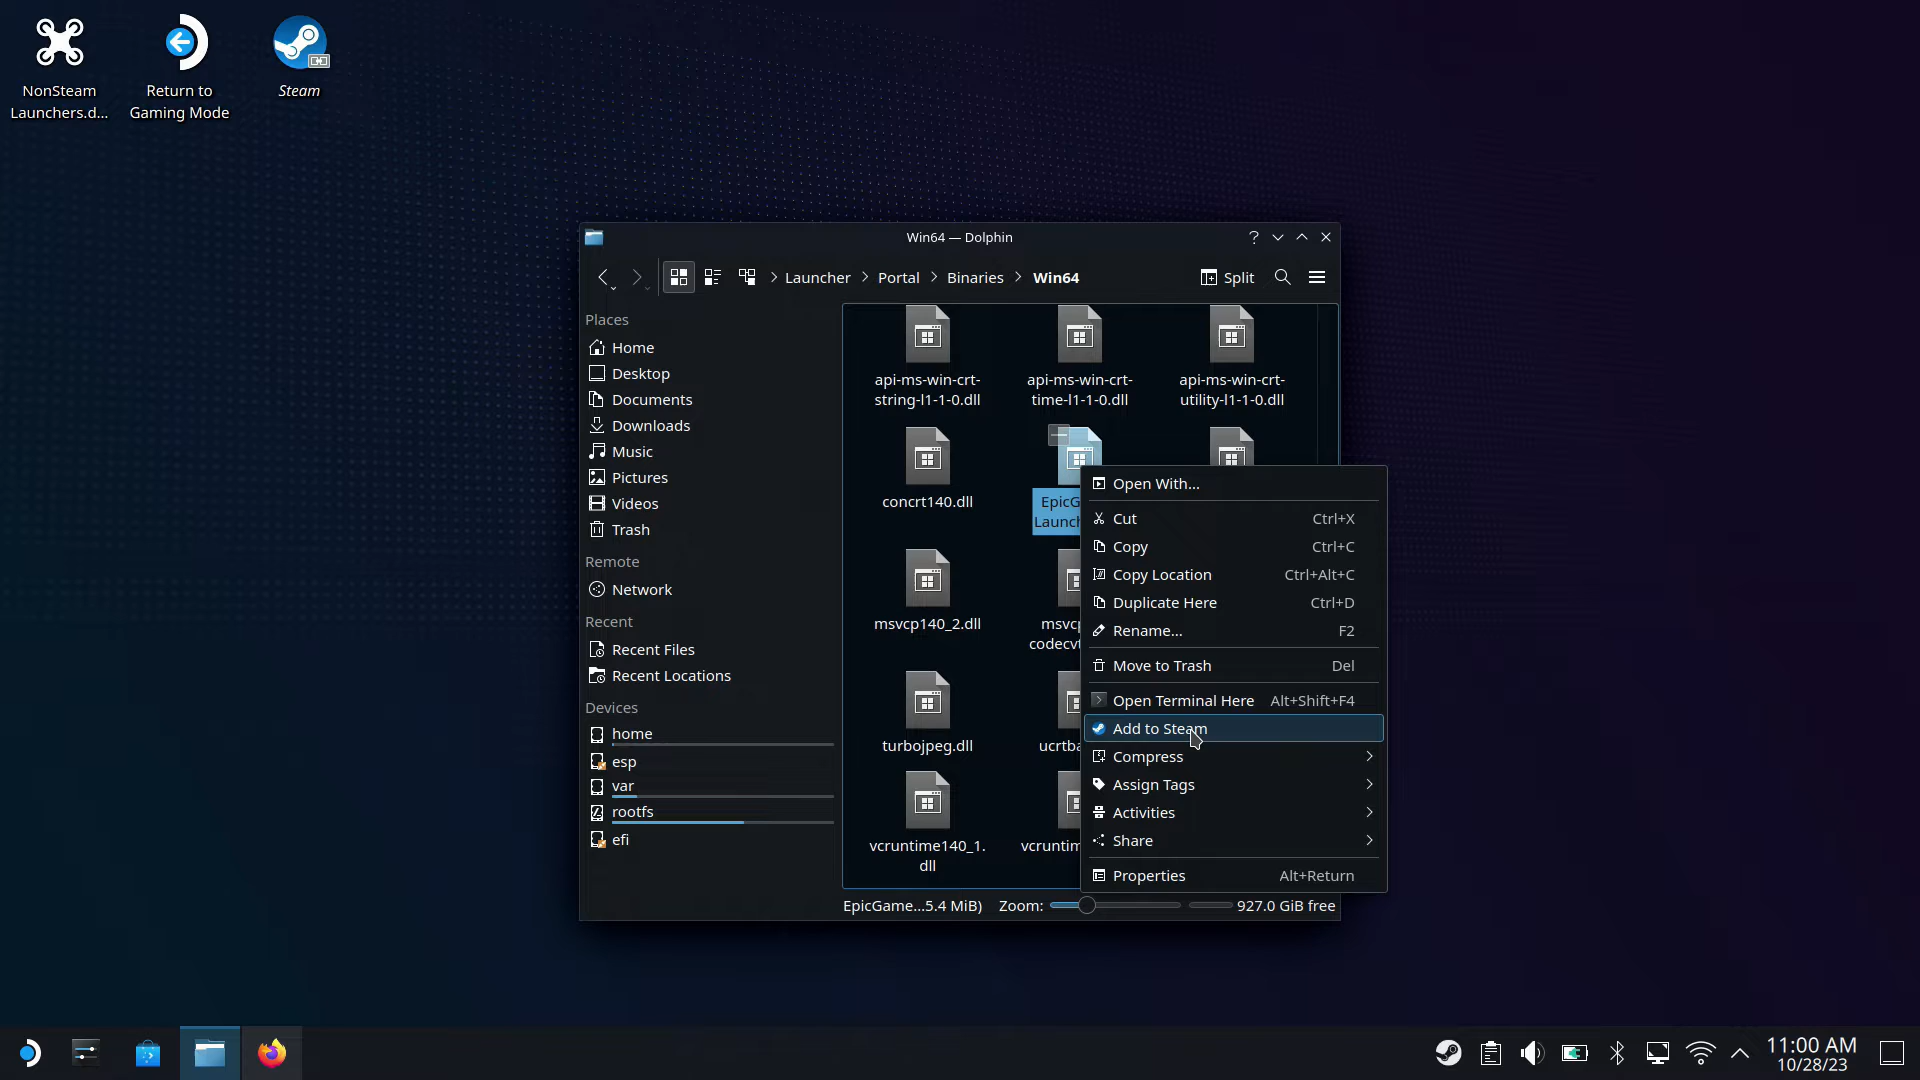 NonSteam
Launchers.d...
Return to
Gaming Mode
Steam
Win64 — Dolphin
Launcher
Portal
Binaries
Win64
Split
Places
Home
Desktop
Documents
Downloads
Music
Pictures
Videos
Trash
Remote
Network
Recent
Recent Files
Recent Locations
Devices
home
esp
var
rootfs
efi
api-ms-win-crt-
string-l1-1-0.dll
api-ms-win-crt-
time-l1-1-0.dll
api-ms-win-crt-
utility-l1-1-0.dll
concrt140.dll
EpicG
Launch
msvcp140_2.dll
msvcp
codecvt
turbojpeg.dll
ucrtba
vcruntime140_1.
dll
vcruntim
Open With...
Cut Ctrl+X
Copy Ctrl+C
Copy Location Ctrl+Alt+C
Duplicate Here Ctrl+D
Rename... F2
Move to Trash Del
Open Terminal Here Alt+Shift+F4
Add to Steam
Compress
Assign Tags
Activities
Share
Properties Alt+Return
EpicGame...5.4 MiB)
Zoom:
927.0 GiB free
11:00 AM
10/28/23